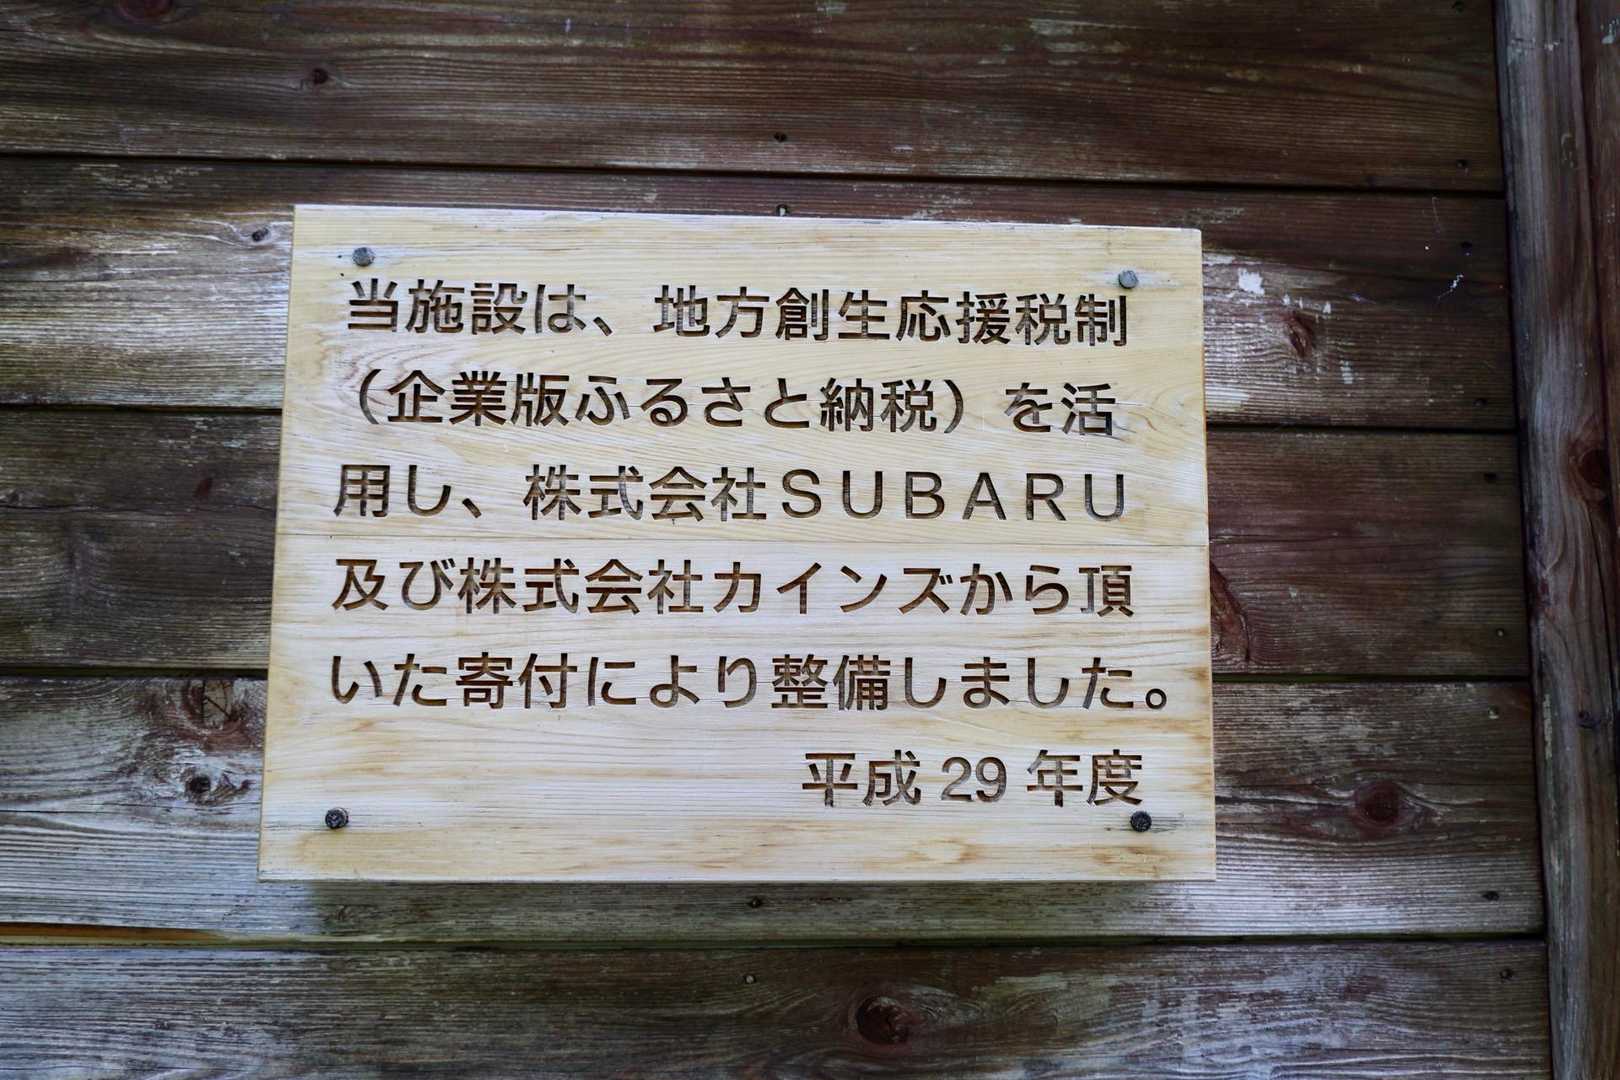 当施設は、地方創生応援税制
（企業版ふるさと納税）を活
用し、株式会社ＳＵＢＡＲＵ
及び株式会社カインズから頂
いた寄付により整備しました。
平成 29 年度